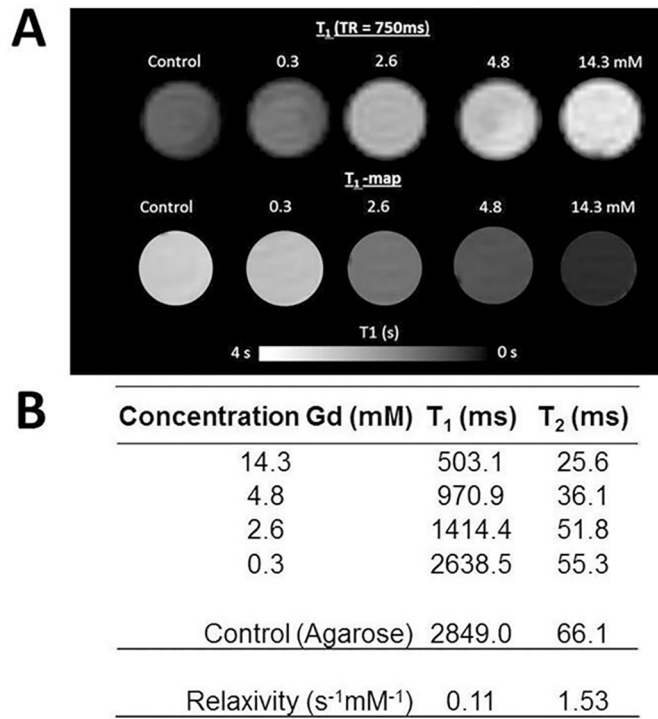 A
T₁ (TR = 750ms)
Control 0.3 2.6 4.8 14.3 mM
T₁ -map
Control 0.3 2.6 4.8 14.3 mM
T1 (s)
4 s 0 s
B
Concentration Gd (mM) T₁ (ms) T₂ (ms)
14.3 503.1 25.6
4.8 970.9 36.1
2.6 1414.4 51.8
0.3 2638.5 55.3
Control (Agarose) 2849.0 66.1
Relaxivity (s⁻¹mM⁻¹) 0.11 1.53